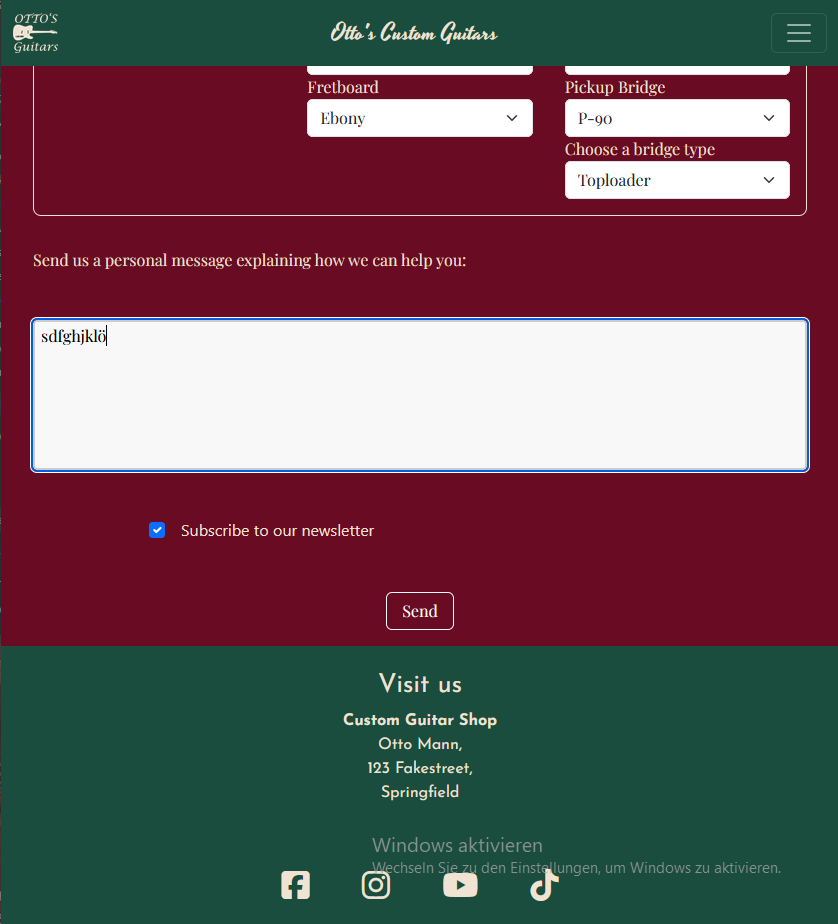 OTTO'S
Guitars
Otto's Custom Guitars
Fretboard
Pickup Bridge
Ebony
P-90
Choose a bridge type
Toploader
Send us a personal message explaining how we can help you:
sdfghjklö
Subscribe to our newsletter
Send
Visit us
Custom Guitar Shop
Otto Mann,
123 Fakestreet,
Springfield
Windows aktivieren
Wechseln Sie zu den Einstellungen, um Windows zu aktivieren.